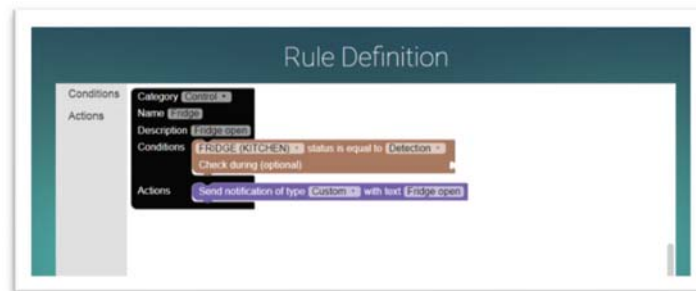 Rule Definition
Conditions
Actions
Category Control
Name Fridge
Description Fridge open
Conditions FRIDGE (KITCHEN) status is equal to Detection
Check during (optional)
Actions Send notification of type Custom with text Fridge open